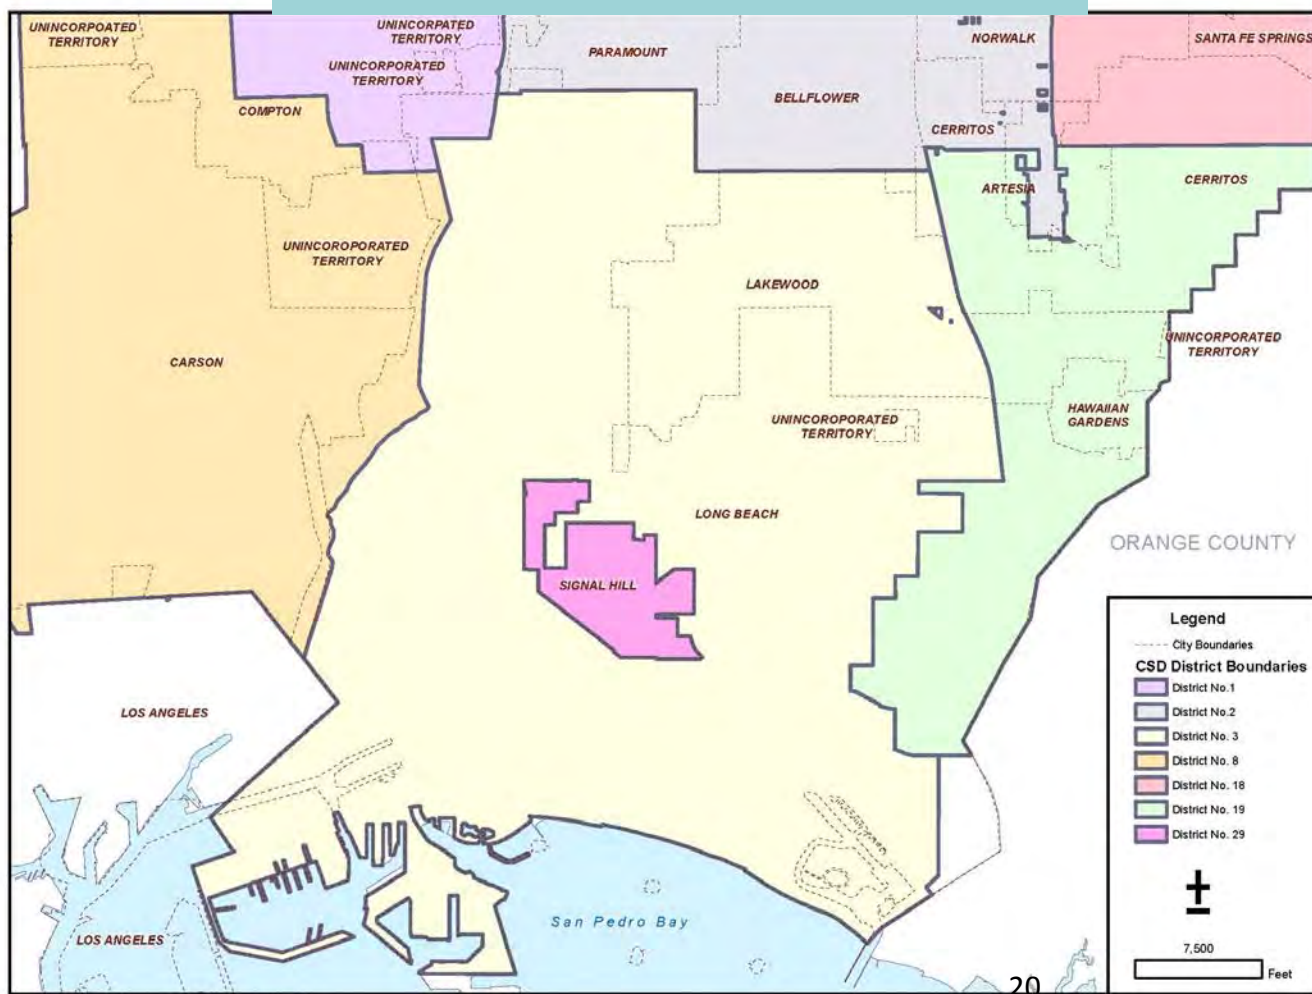 UNINCORPOATED
TERRITORY
UNINCORPATED
TERRITORY
UNINCORPORATED
TERRITORY
PARAMOUNT
NORWALK
SANTA FE SPRINGS
COMPTON
BELLFLOWER
CERRITOS
ARTESIA
CERRITOS
UNINCOROPORATED
TERRITORY
LAKEWOOD
UNINCORPORATED
TERRITORY
CARSON
HAWAIIAN
GARDENS
UNINCOROPORATED
TERRITORY
LONG BEACH
ORANGE COUNTY
SIGNAL HILL
LOS ANGELES
San Pedro Bay
LOS ANGELES
Legend
City Boundaries
CSD District Boundaries
District No.1
District No.2
District No. 3
District No. 8
District No. 18
District No. 19
District No. 29
7,500
Feet
20